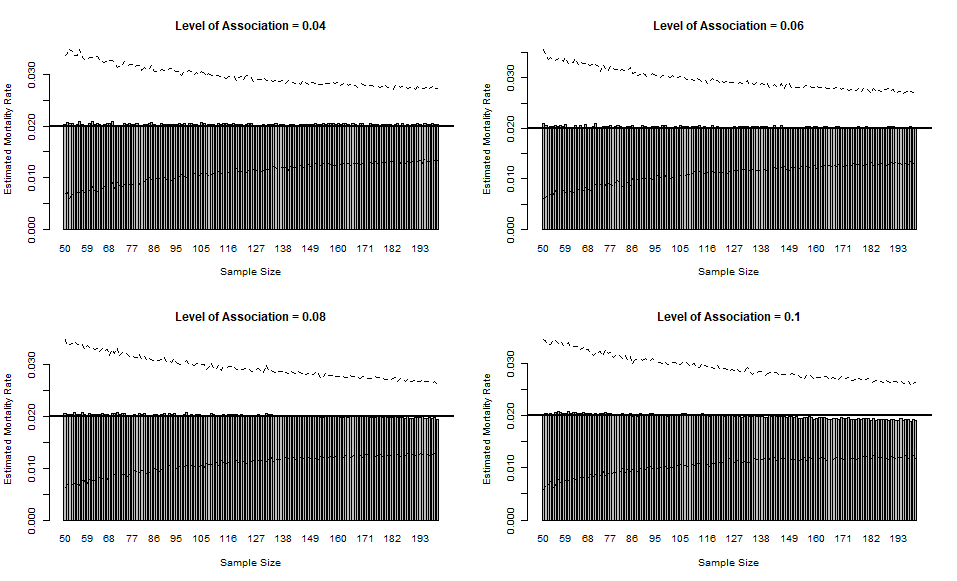 Level of Association = 0.04
Estimated Mortality Rate
0.000 0.010 0.020 0.030
50 59 68 77 86 95 105 116 127 138 149 160 171 182 193
Sample Size
Level of Association = 0.06
Estimated Mortality Rate
0.000 0.010 0.020 0.030
50 59 68 77 86 95 105 116 127 138 149 160 171 182 193
Sample Size
Level of Association = 0.08
Estimated Mortality Rate
0.000 0.010 0.020 0.030
50 59 68 77 86 95 105 116 127 138 149 160 171 182 193
Sample Size
Level of Association = 0.1
Estimated Mortality Rate
0.000 0.010 0.020 0.030
50 59 68 77 86 95 105 116 127 138 149 160 171 182 193
Sample Size